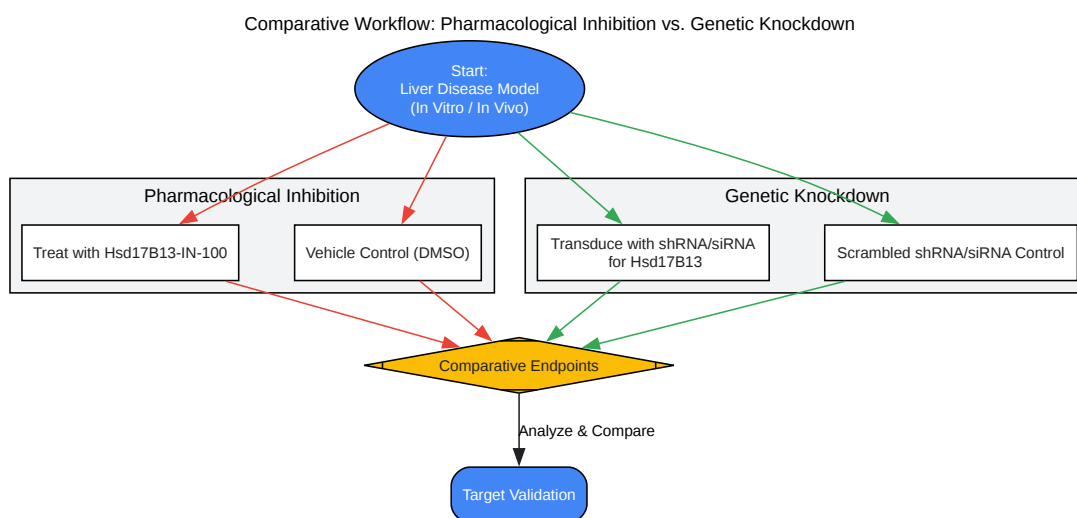 Comparative Workflow: Pharmacological Inhibition vs. Genetic Knockdown
Start:
Liver Disease Model
(In Vitro / In Vivo)
Pharmacological Inhibition
Genetic Knockdown
Treat with Hsd17B13-IN-100
Vehicle Control (DMSO)
Transduce with shRNA/siRNA
for Hsd17B13
Scrambled shRNA/siRNA Control
Comparative Endpoints
Analyze & Compare
Target Validation